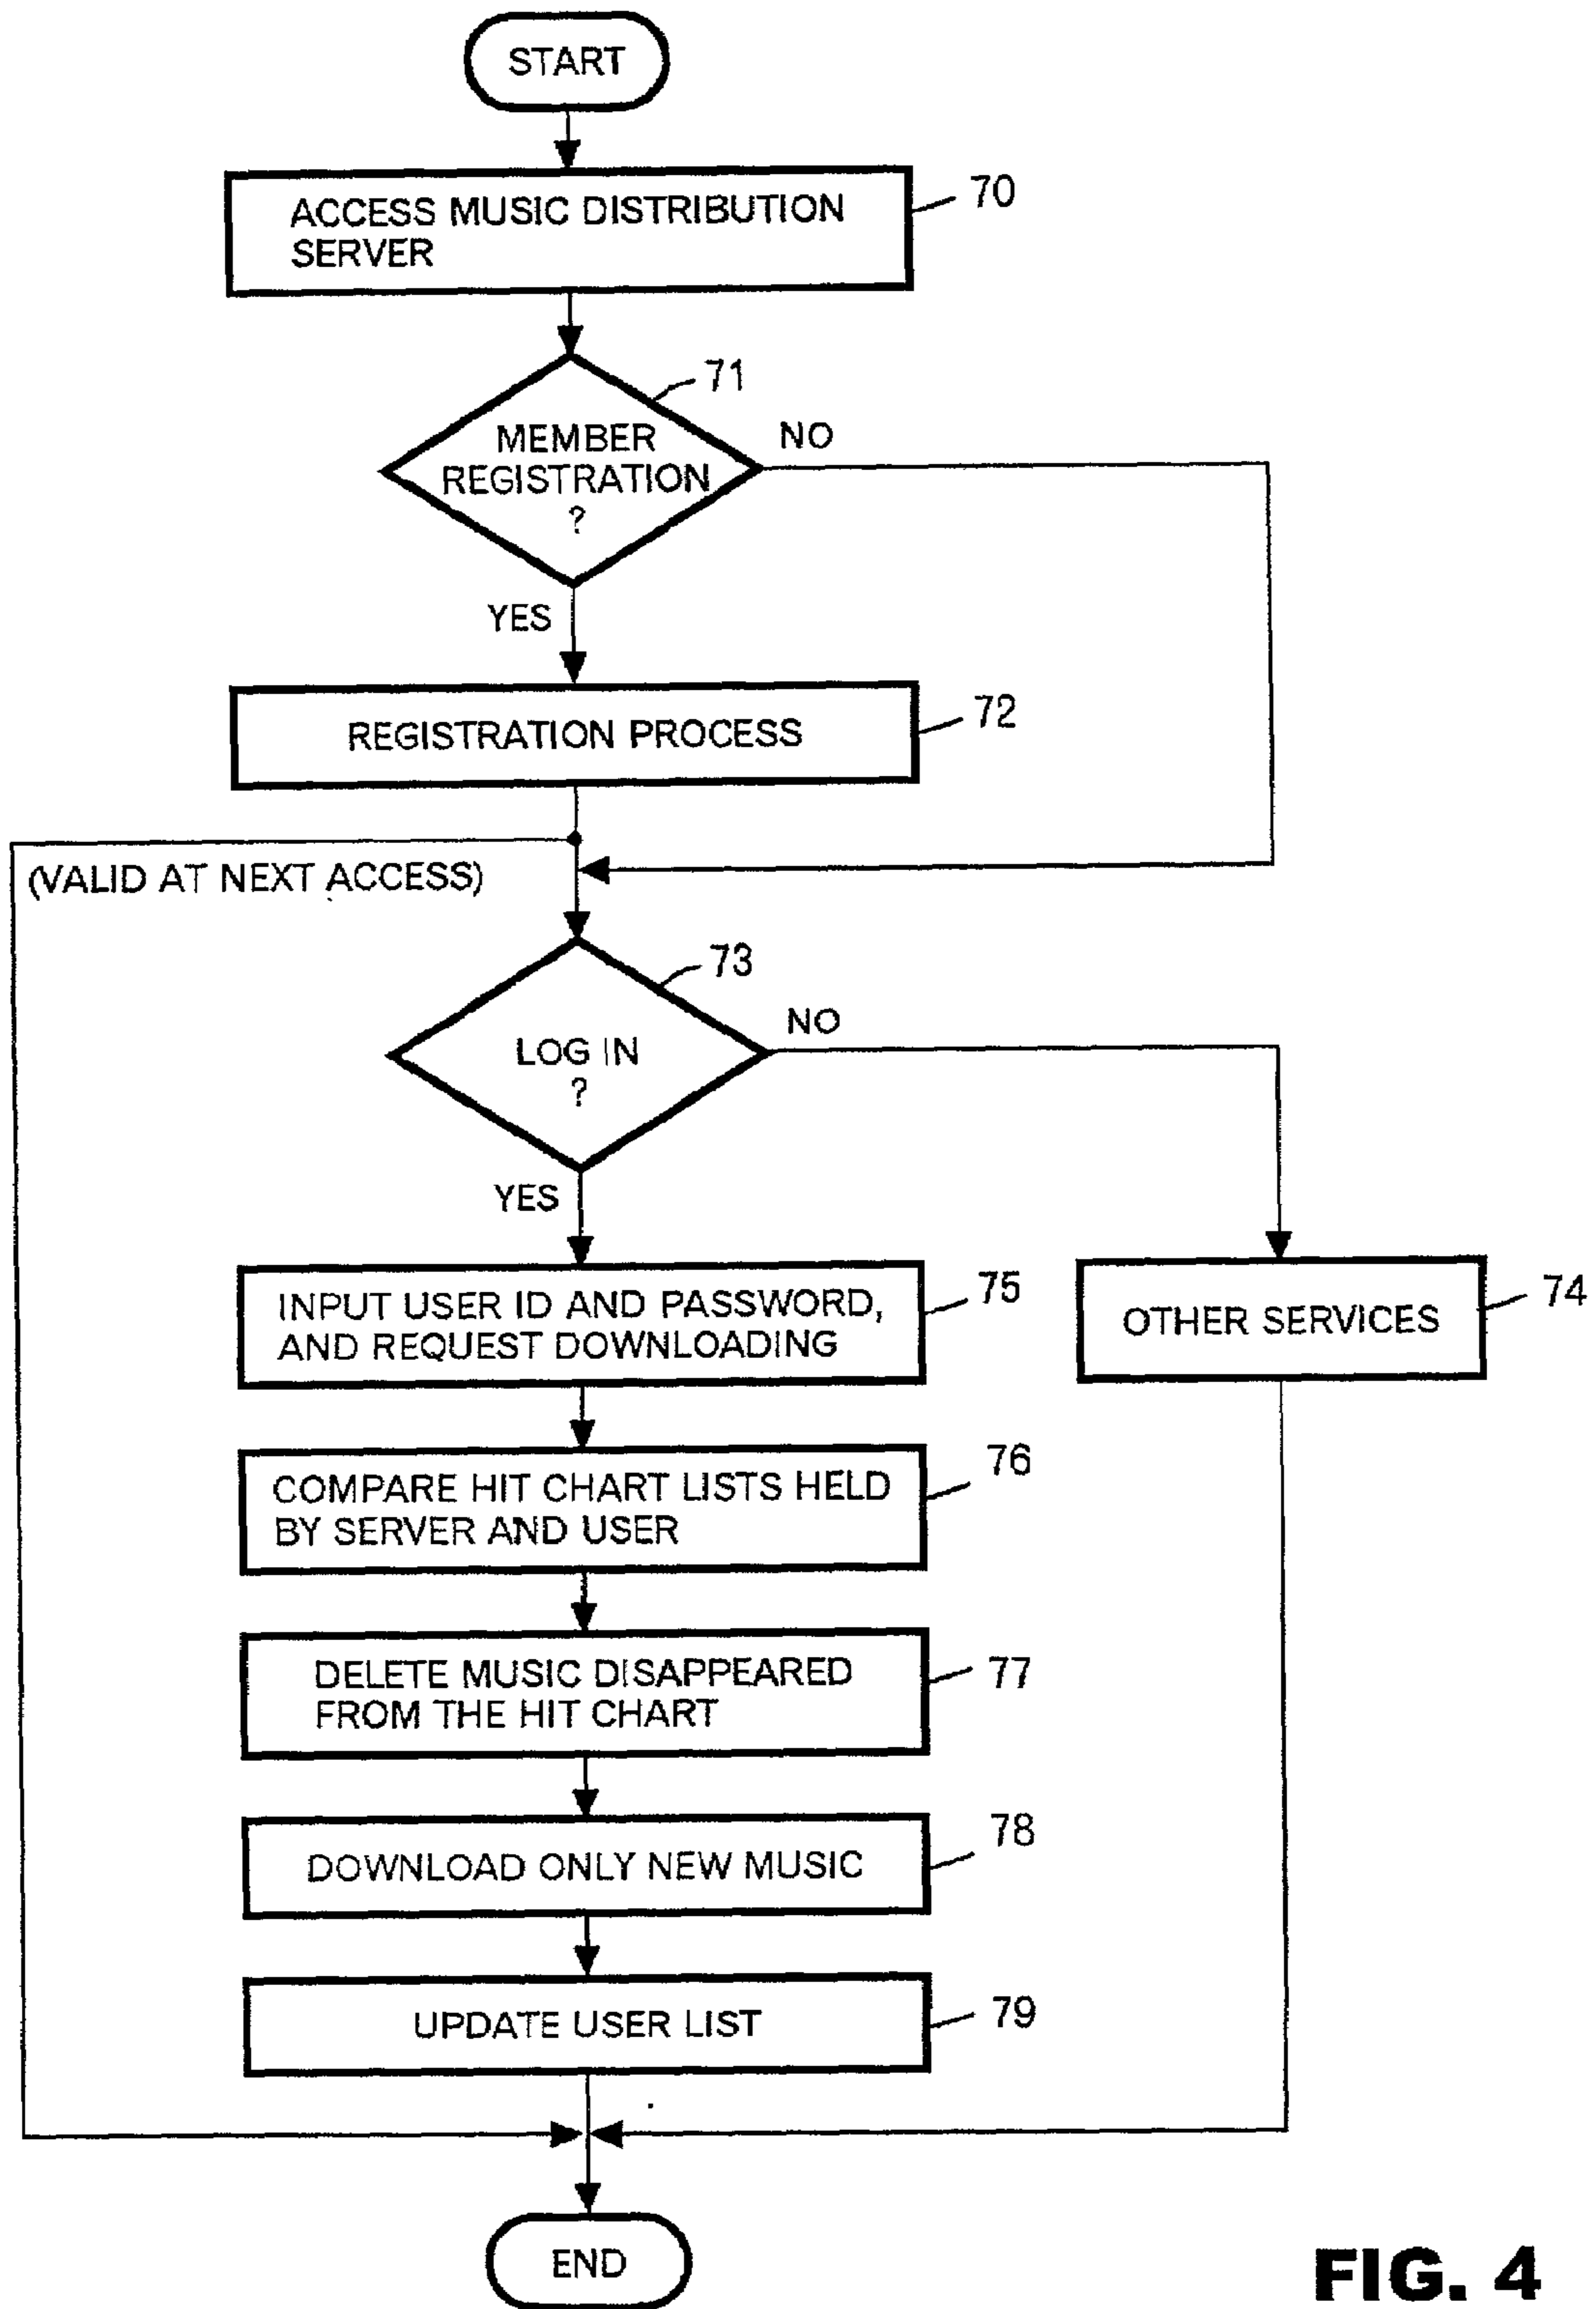 START
ACCESS MUSIC DISTRIBUTION
SERVER
70
71
MEMBER
REGISTRATION
?
NO
YES
REGISTRATION PROCESS
72
(VALID AT NEXT ACCESS)
73
LOG IN
?
NO
YES
INPUT USER ID AND PASSWORD,
AND REQUEST DOWNLOADING
75
OTHER SERVICES
74
COMPARE HIT CHART LISTS HELD
BY SERVER AND USER
76
DELETE MUSIC DISAPPEARED
FROM THE HIT CHART
77
DOWNLOAD ONLY NEW MUSIC
78
UPDATE USER LIST
79
END
FIG. 4